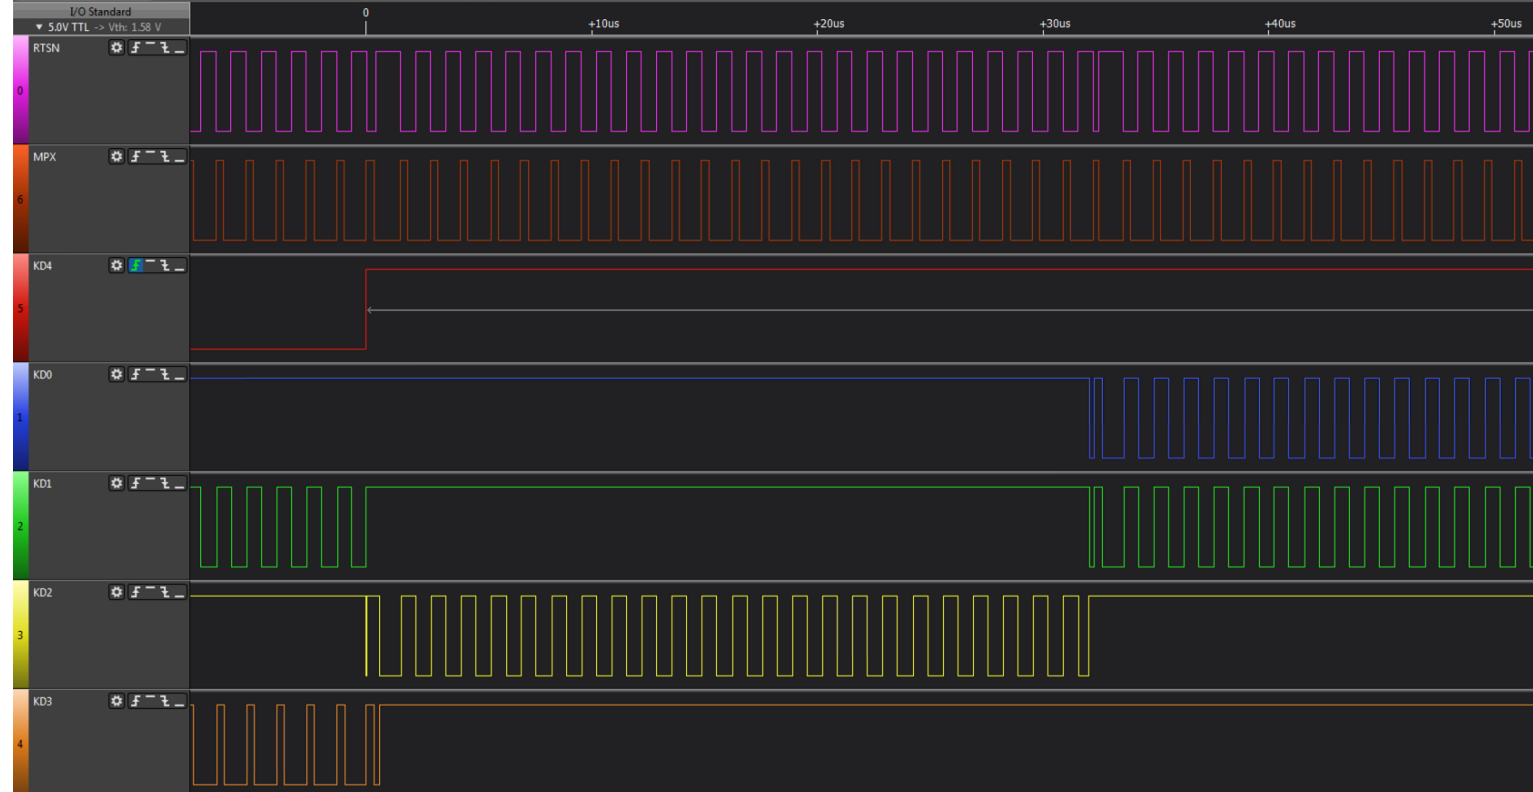 I/O Standard
▼ 5.0V TTL -> Vth: 1.58 V
0
+10us
+20us
+30us
+40us
+50us
RTSN
0
MPX
6
KD4
5
KD0
1
KD1
2
KD2
3
KD3
4